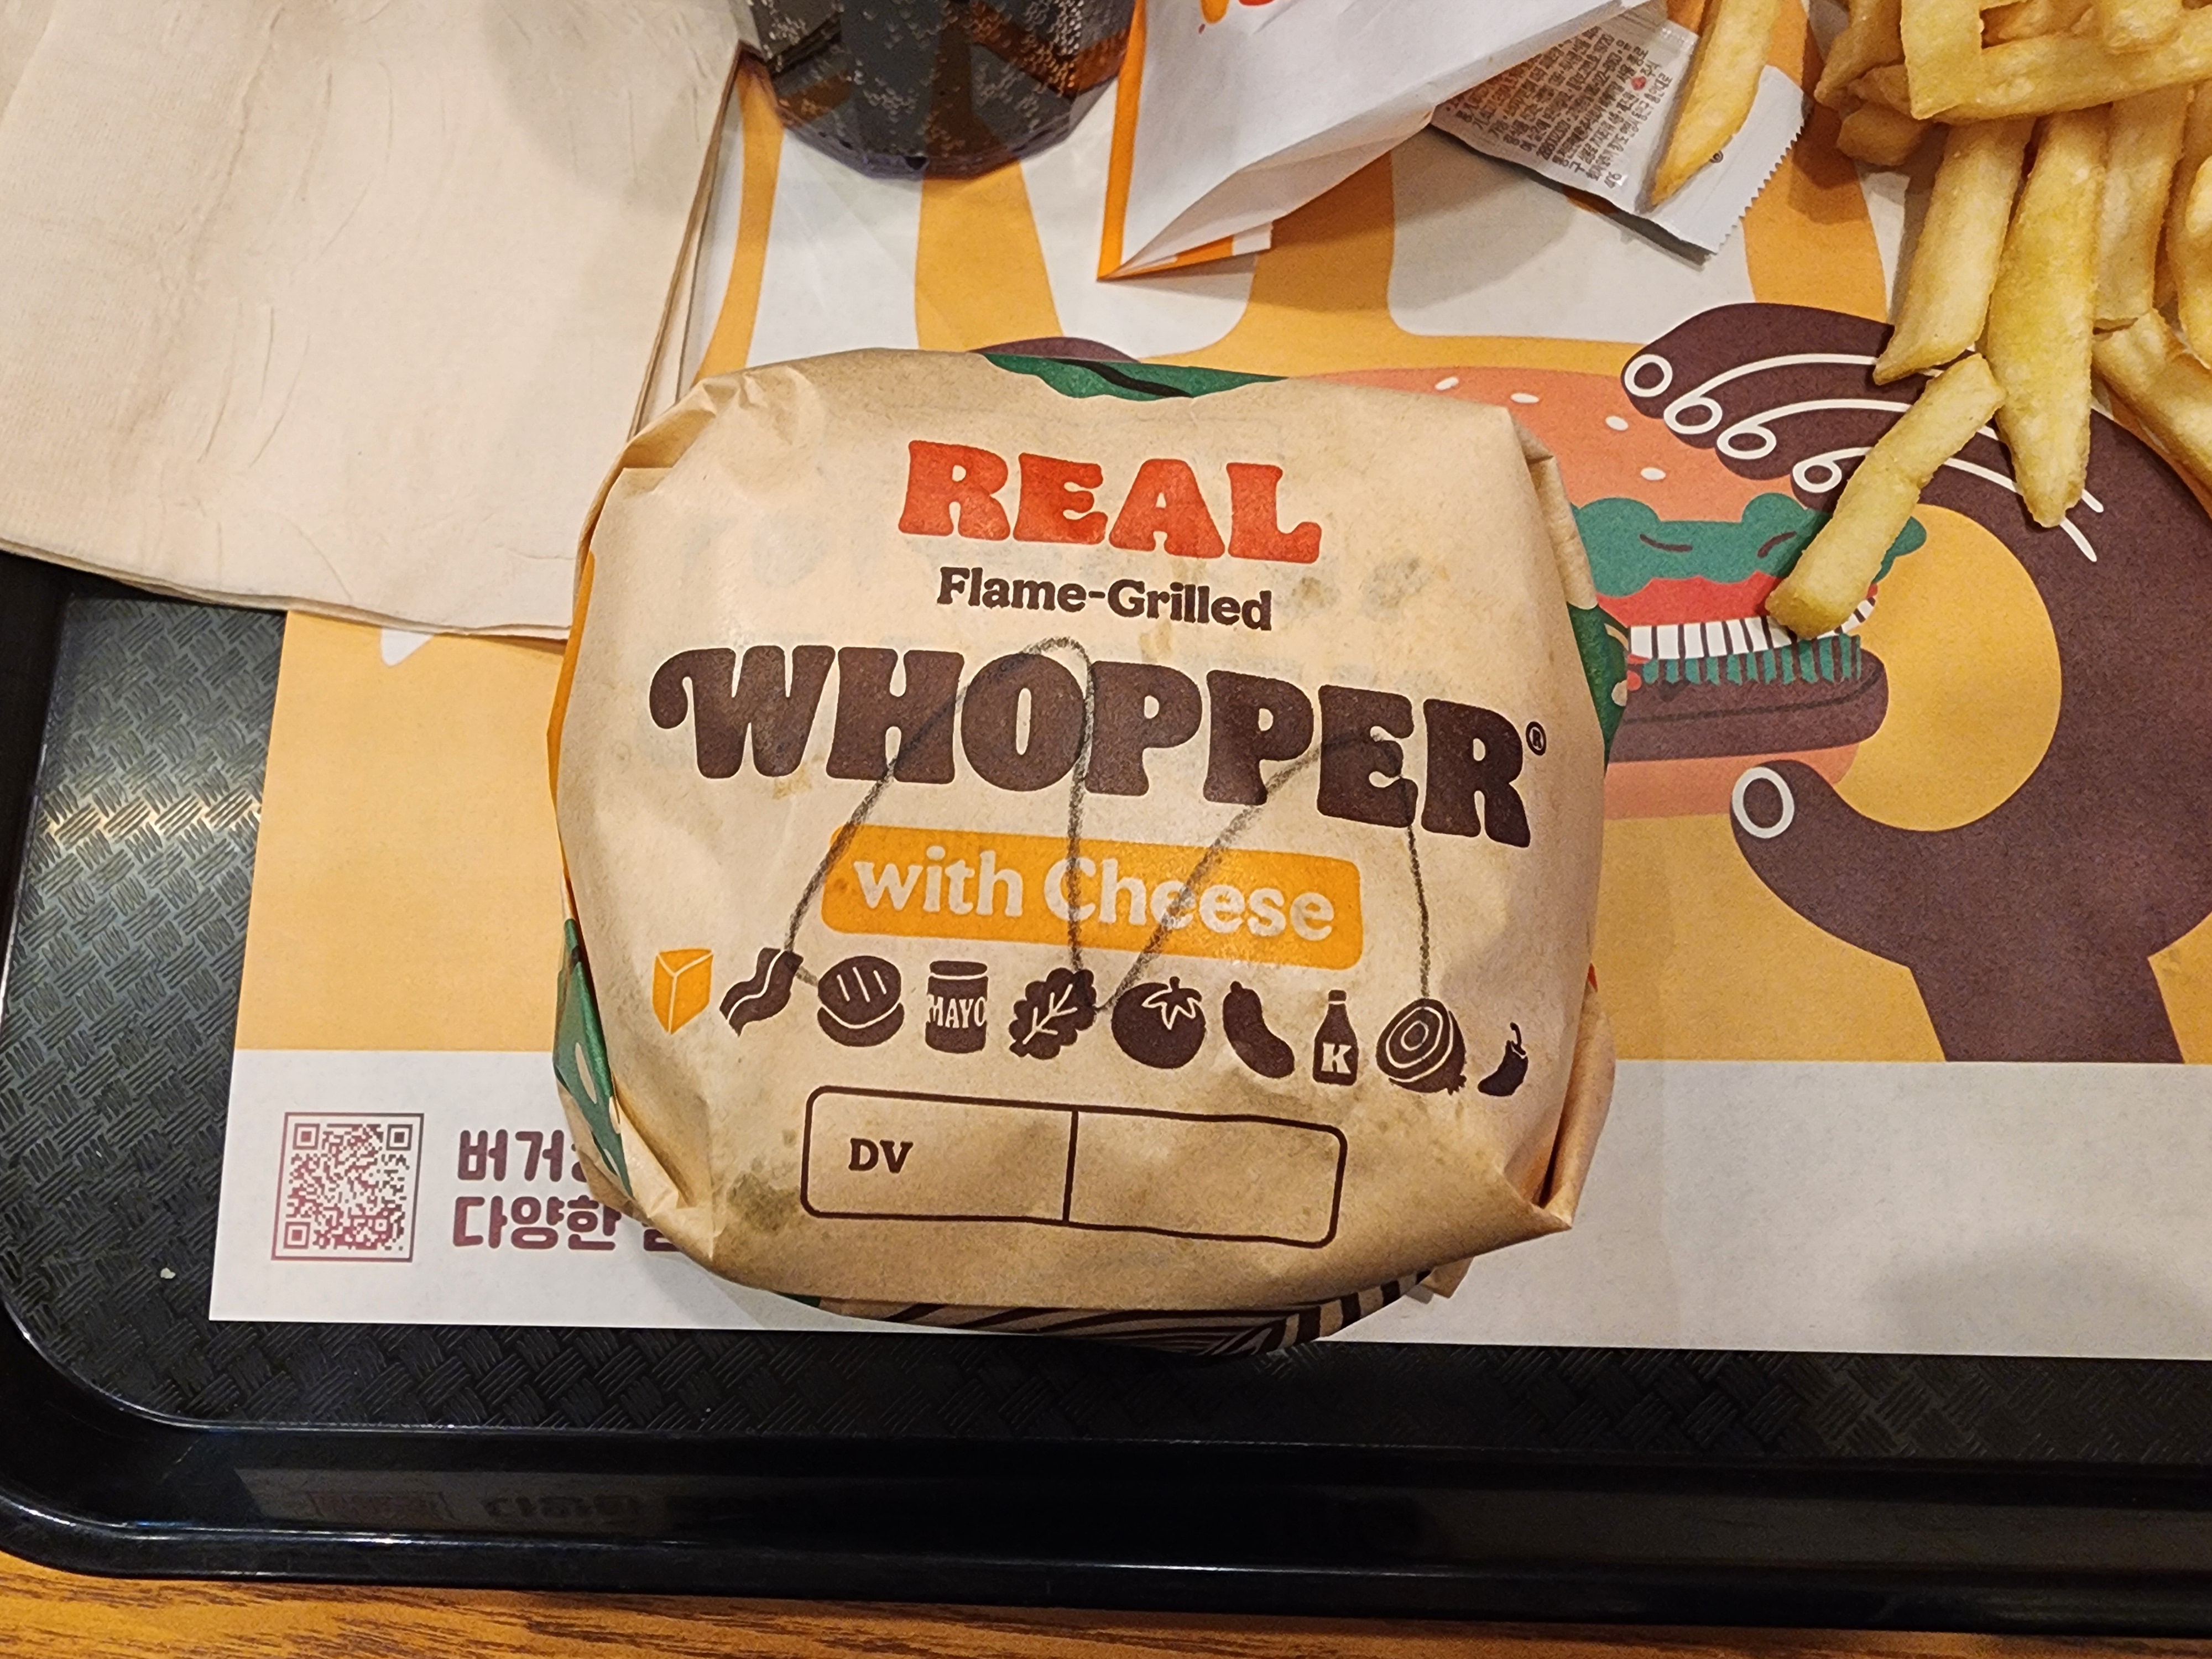 REAL
Flame-Grilled
WHOPPER®
with Cheese
MAYO
K
DV
버거
다양한